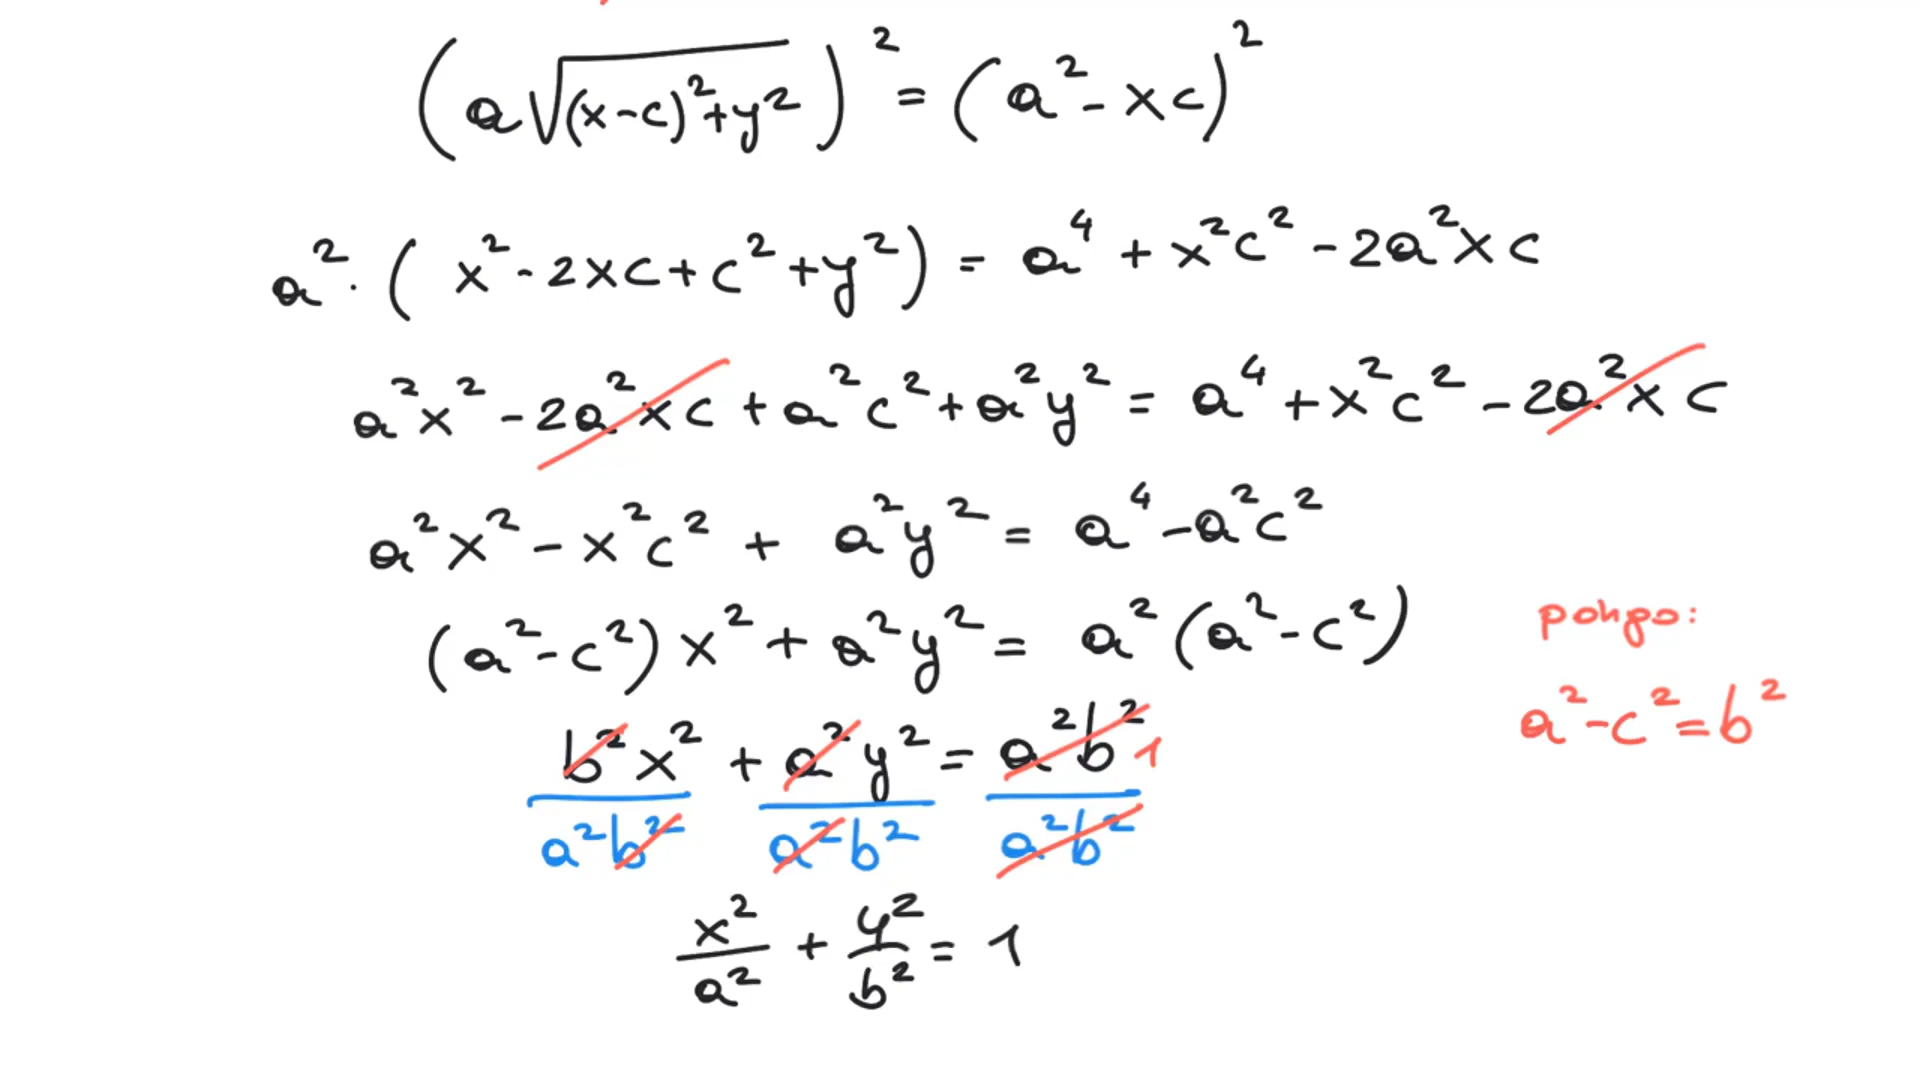 (a√((x-c)²+y²))² = (a² - xc)²
a² · (x² - 2xc + c² + y²) = a⁴ + x²c² - 2a²xc
a²x² - 2a²xc + a²c² + a²y² = a⁴ + x²c² - 2a²xc
a²x² - x²c² + a²y² = a⁴ - a²c²
(a² - c²)x² + a²y² = a²(a² - c²)
pongo:
a² - c² = b²
b²x²/a²b² + a²y²/a²b² = a²b²/a²b² 1
x²/a² + y²/b² = 1